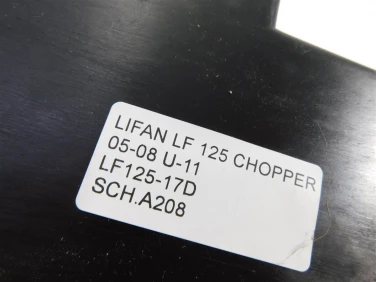 LIFAN LF 125 CHOPPER
05-08 U-11
LF125-17D
SCH.A208